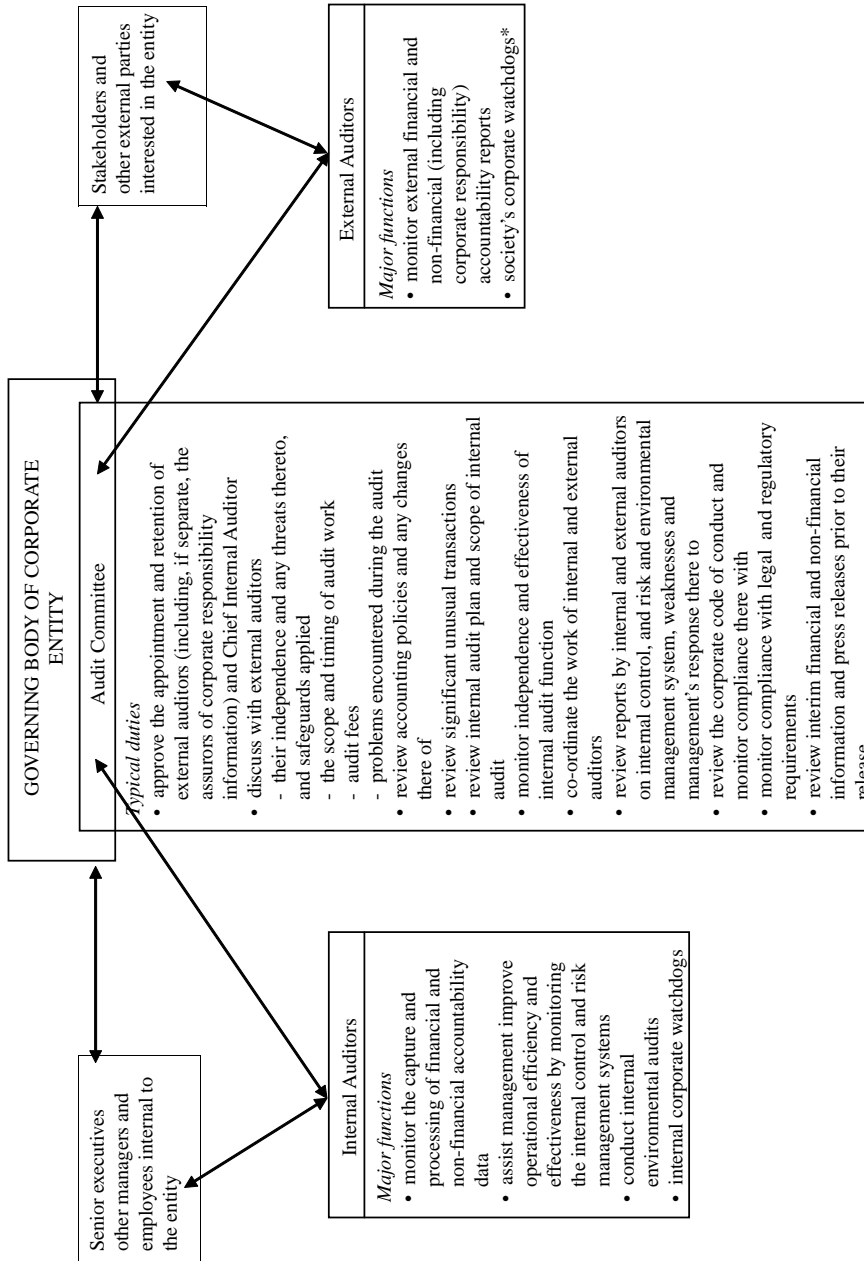 GOVERNING BODY OF CORPORATE
ENTITY
Senior executives
other managers and
employees internal to
the entity
Audit Committee
Stakeholders and
other external parties
interested in the entity
Typical duties
• approve the appointment and retention of
external auditors (including, if separate, the
assurors of corporate responsibility
information) and Chief Internal Auditor
• discuss with external auditors
- their independence and any threats thereto,
and safeguards applied
- the scope and timing of audit work
- audit fees
- problems encountered during the audit
• review accounting policies and any changes
there of
• review significant unusual transactions
• review internal audit plan and scope of internal
audit
• monitor independence and effectiveness of
internal audit function
• co-ordinate the work of internal and external
auditors
• review reports by internal and external auditors
on internal control, and risk and environmental
management system, weaknesses and
management's response there to
• review the corporate code of conduct and
monitor compliance there with
• monitor compliance with legal and regulatory
requirements
• review interim financial and non-financial
information and press releases prior to their
release
Internal Auditors
Major functions
• monitor the capture and
processing of financial and
non-financial accountability
data
• assist management improve
operational efficiency and
effectiveness by monitoring
the internal control and risk
management systems
• conduct internal
environmental audits
• internal corporate watchdogs
External Auditors
Major functions
• monitor external financial and
non-financial (including
corporate responsibility)
accountability reports
• society's corporate watchdogs*